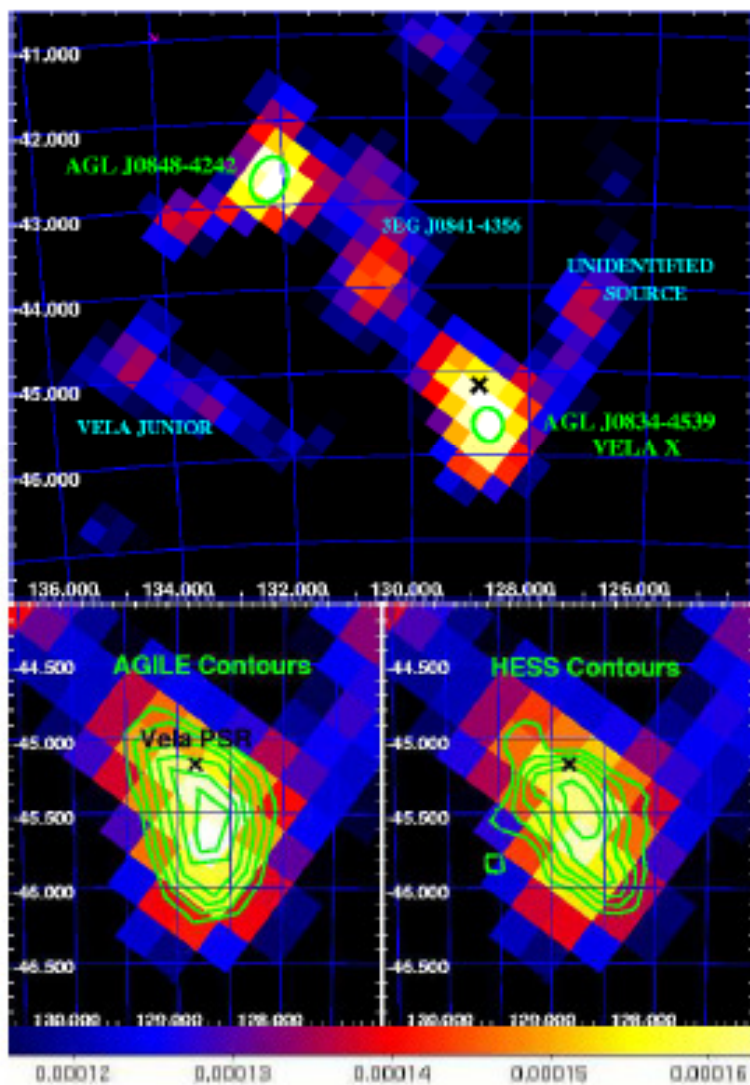 -41.000
-42.000
AGL J0848-4242
-43.000
3EG J0841-4356
UNIDENTIFIED
SOURCE
-44.000
-45.000
VELA JUNIOR
AGL J0834-4539
VELA X
-46.000
136.000 134.000 132.000 130.000 128.000 126.000
AGILE Contours
HESS Contours
-44.500
-44.500
Vela PSR
-45.000
-45.000
-45.500
-45.500
-46.000
-46.000
-46.500
-46.500
130.000 129.000 128.000
130.000 129.000 128.000
0.00012 0.00013 0.00014 0.00015 0.00016